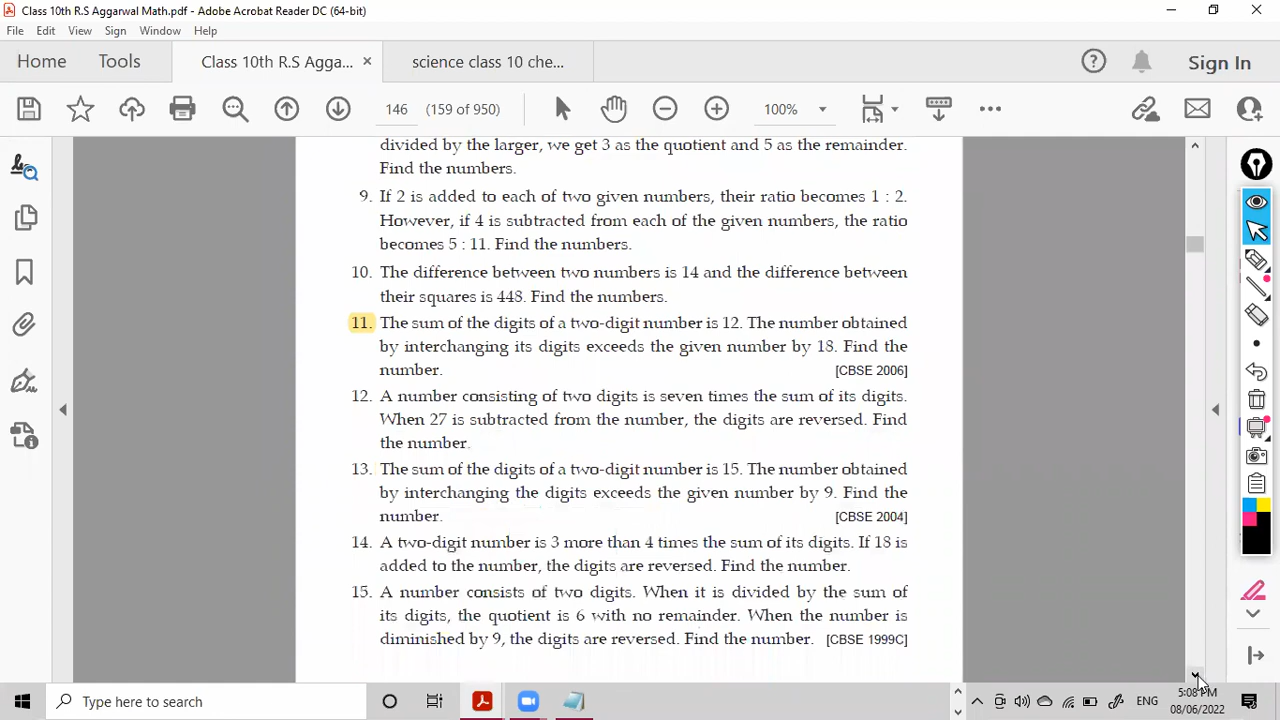 Class 10th R.S Aggarwal Math.pdf - Adobe Acrobat Reader DC (64-bit)
File Edit View Sign Window Help
Home Tools Class 10th R.S Agga... × science class 10 che... Sign In
146 (159 of 950) 100%
divided by the larger, we get 3 as the quotient and 5 as the remainder.
Find the numbers.
9. If 2 is added to each of two given numbers, their ratio becomes 1 : 2.
However, if 4 is subtracted from each of the given numbers, the ratio
becomes 5 : 11. Find the numbers.
10. The difference between two numbers is 14 and the difference between
their squares is 448. Find the numbers.
11. The sum of the digits of a two-digit number is 12. The number obtained
by interchanging its digits exceeds the given number by 18. Find the
number. [CBSE 2006]
12. A number consisting of two digits is seven times the sum of its digits.
When 27 is subtracted from the number, the digits are reversed. Find
the number.
13. The sum of the digits of a two-digit number is 15. The number obtained
by interchanging the digits exceeds the given number by 9. Find the
number. [CBSE 2004]
14. A two-digit number is 3 more than 4 times the sum of its digits. If 18 is
added to the number, the digits are reversed. Find the number.
15. A number consists of two digits. When it is divided by the sum of
its digits, the quotient is 6 with no remainder. When the number is
diminished by 9, the digits are reversed. Find the number. [CBSE 1999C]
Type here to search
ENG
5:08 PM
08/06/2022